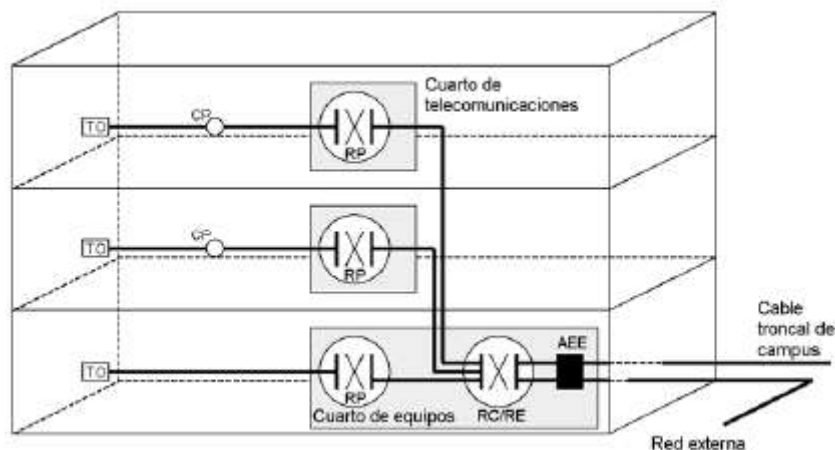 Cuarto de
telecomunicaciones
TO
CP
RP
TO
CP
RP
Cable
troncal de
campus
AEE
TO
RP
Cuarto de equipos
RC/RE
Red externa